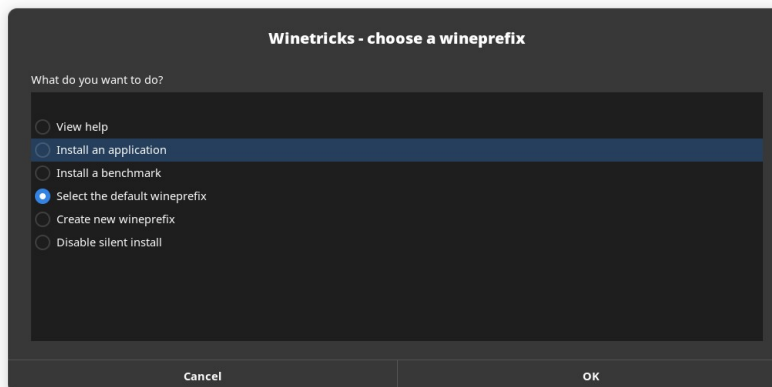 Winetricks - choose a wineprefix
What do you want to do?
View help
Install an application
Install a benchmark
Select the default wineprefix
Create new wineprefix
Disable silent install
Cancel
OK